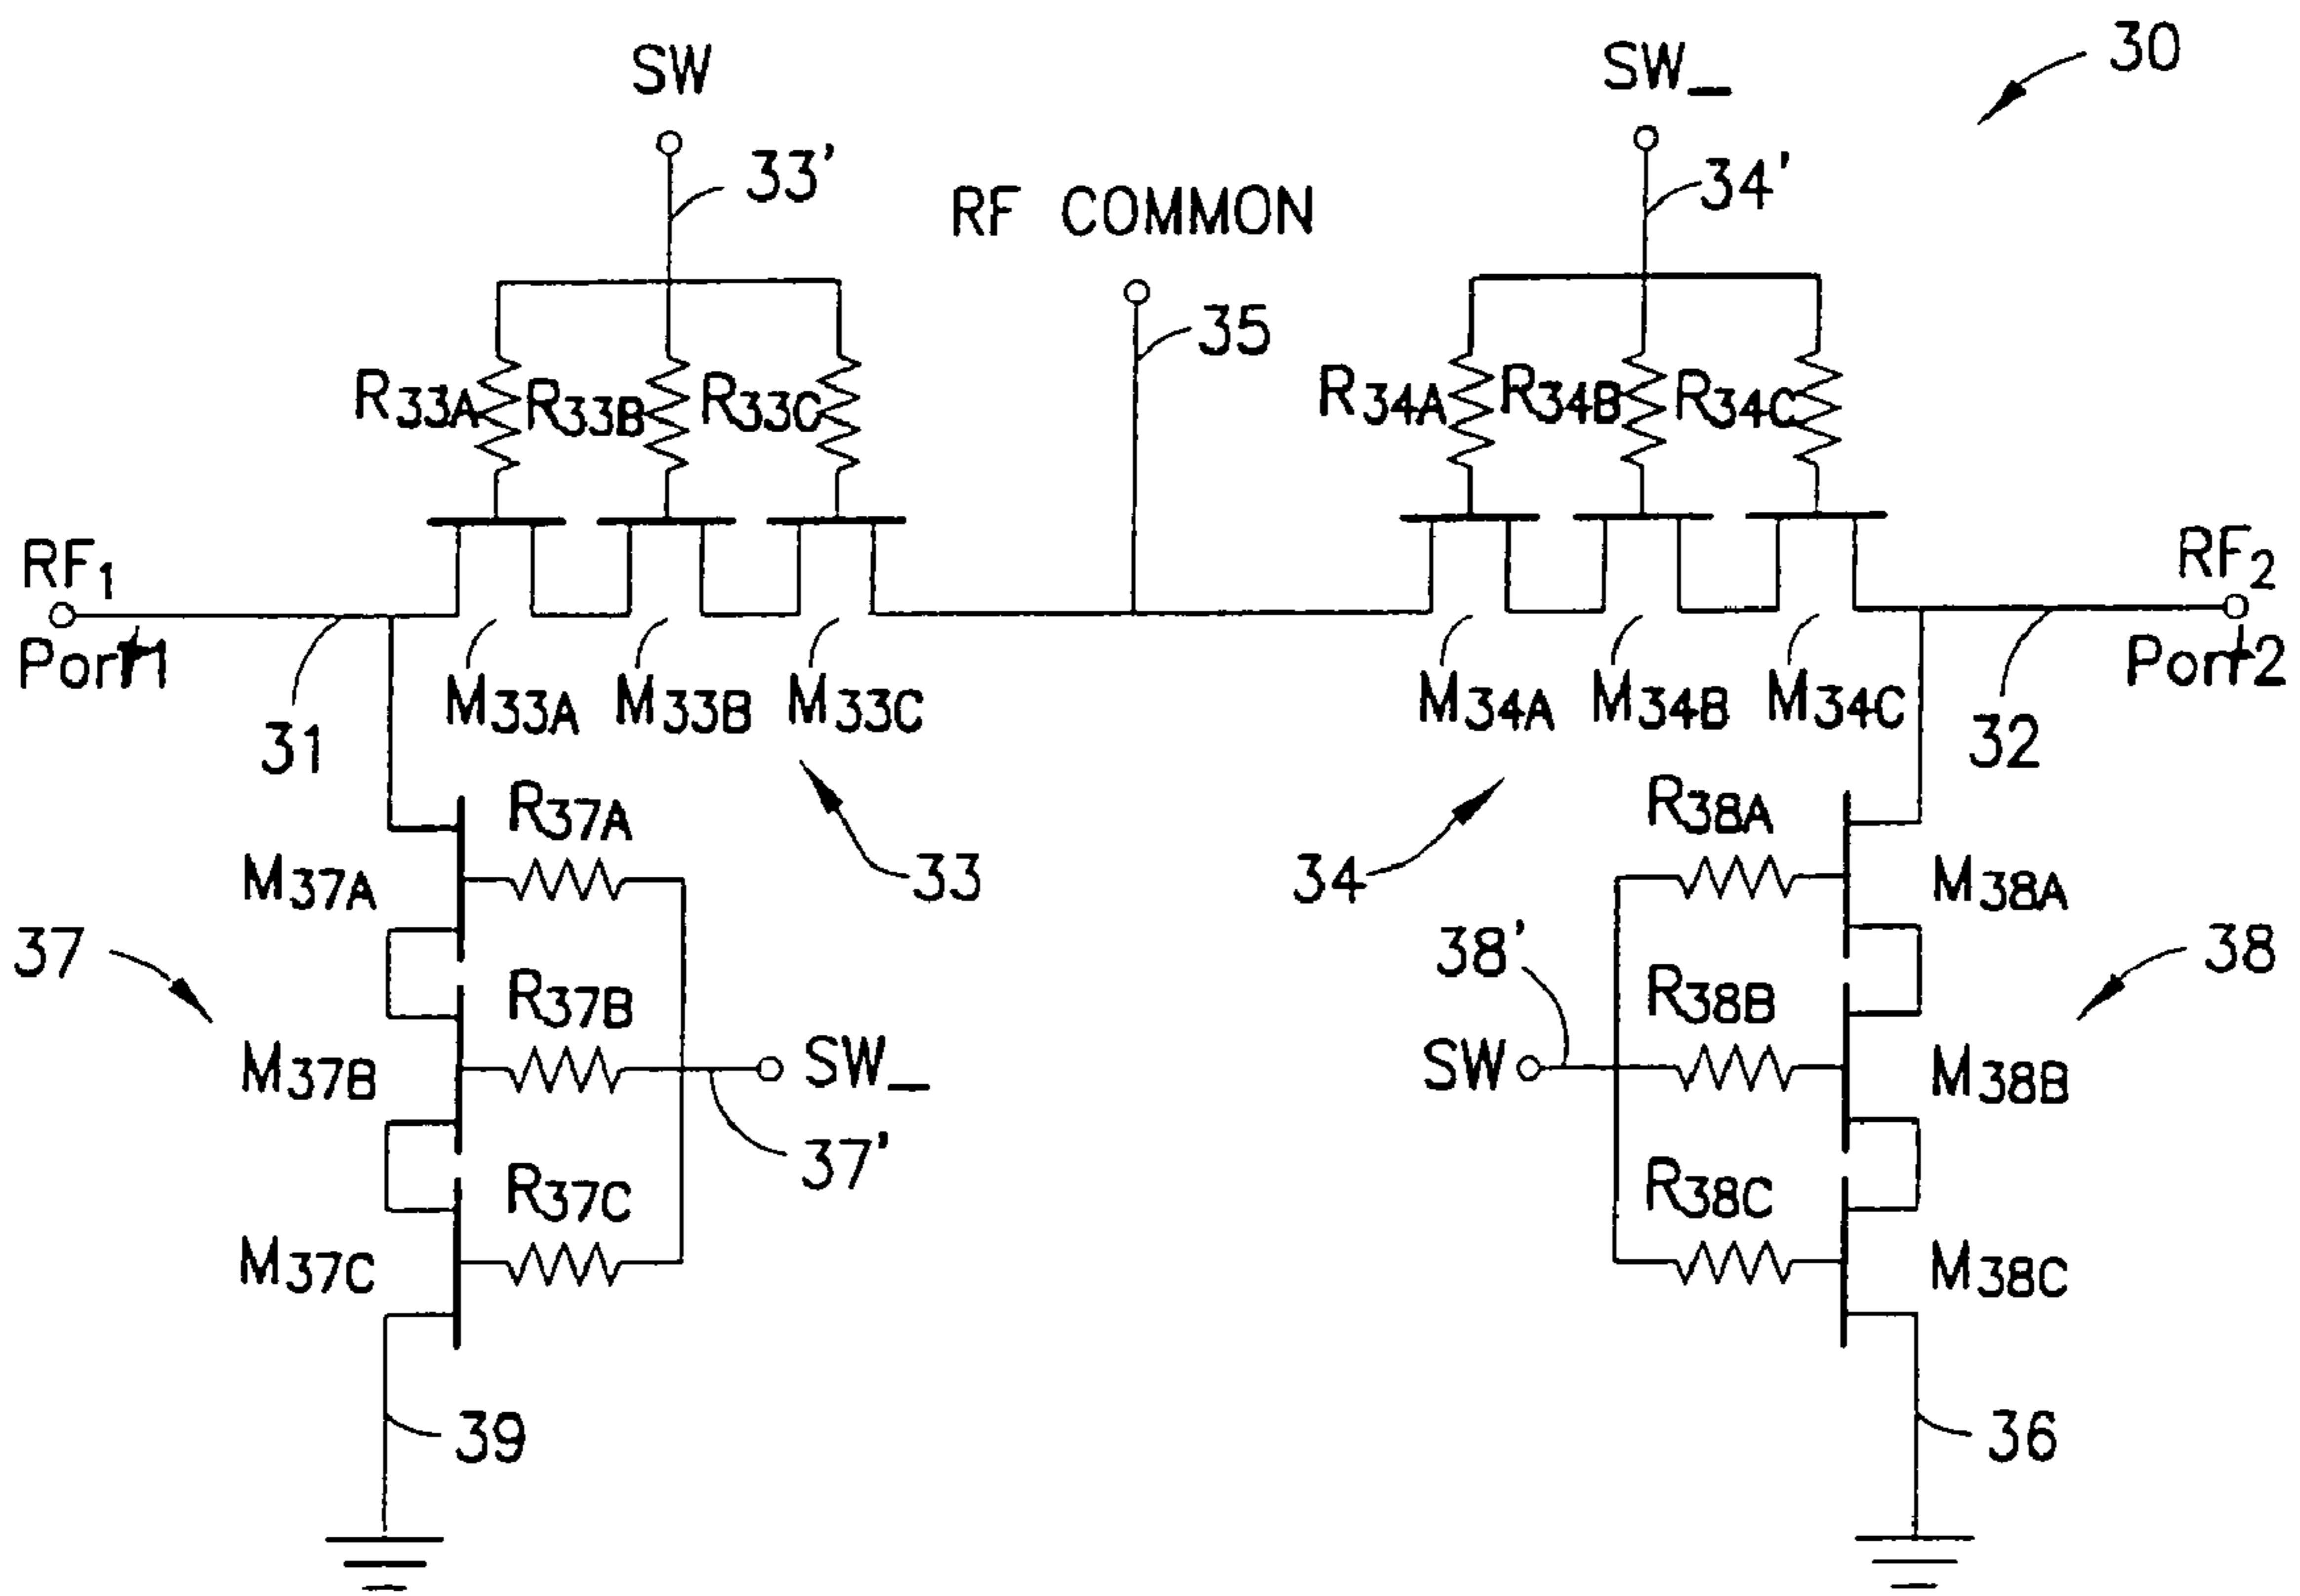 SW
SW_
30
33'
34'
RF COMMON
35
R33A
R33B
R33C
R34A
R34B
R34C
RF1
Port1
RF2
Port2
31
M33A
M33B
M33C
M34A
M34B
M34C
32
33
34
R37A
M37A
37
R37B
M37B
SW_
37'
R37C
M37C
39
R38A
M38A
38
38'
R38B
SW
M38B
R38C
M38C
36